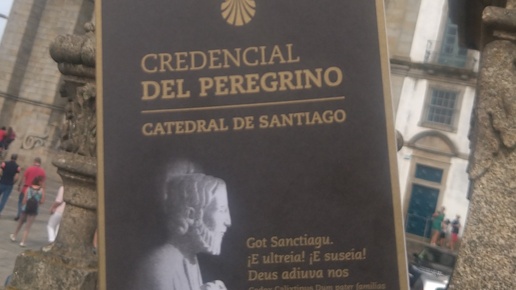 CREDENCIAL
DEL PEREGRINO
CATEDRAL DE SANTIAGO
Got Sanctiagu.
¡E ultreia! ¡E suseia!
Deus adiuva nos